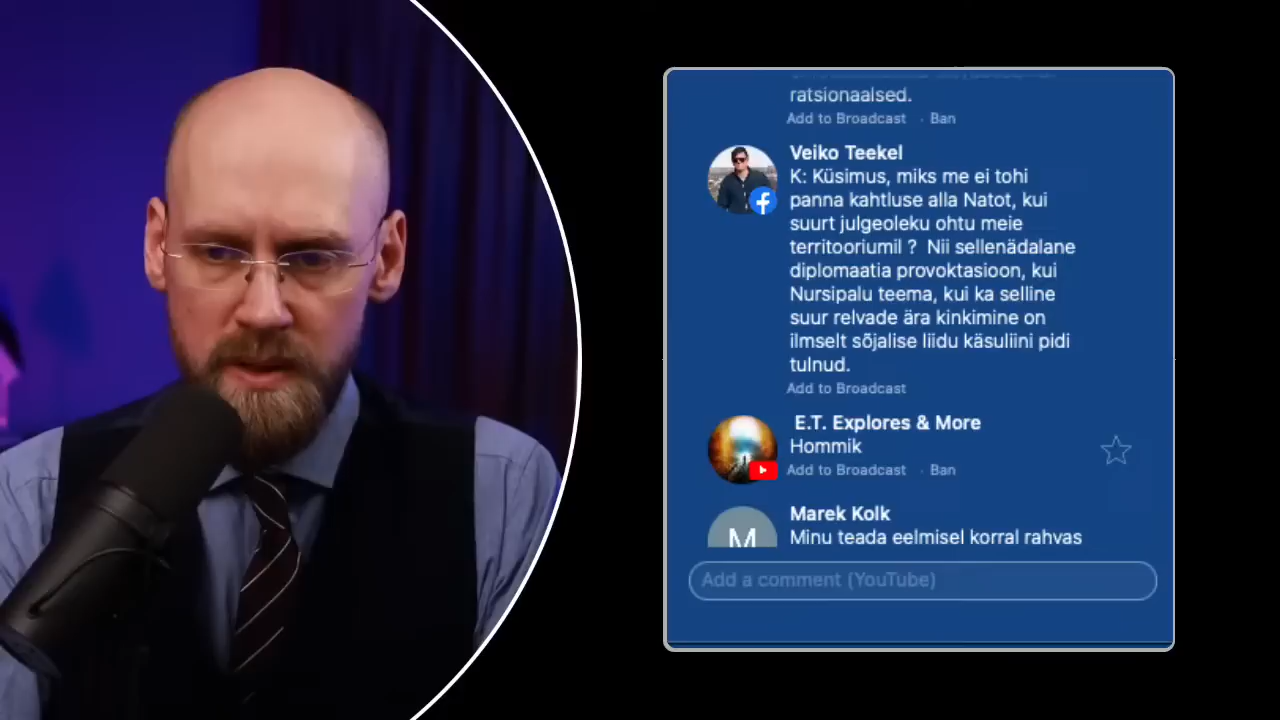 ratsionaalsed.
Add to Broadcast · Ban
Veiko Teekel
K: Küsimus, miks me ei tohi
panna kahtluse alla Natot, kui
suurt julgeoleku ohtu meie
territooriumil ? Nii sellenädalane
diplomaatia provoktasioon, kui
Nursipalu teema, kui ka selline
suur relvade ära kinkimine on
ilmselt sõjalise liidu käsuliini pidi
tulnud.
Add to Broadcast
E.T. Explores & More
Hommik
Add to Broadcast · Ban
M
Marek Kolk
Minu teada eelmisel korral rahvas
Add a comment (YouTube)